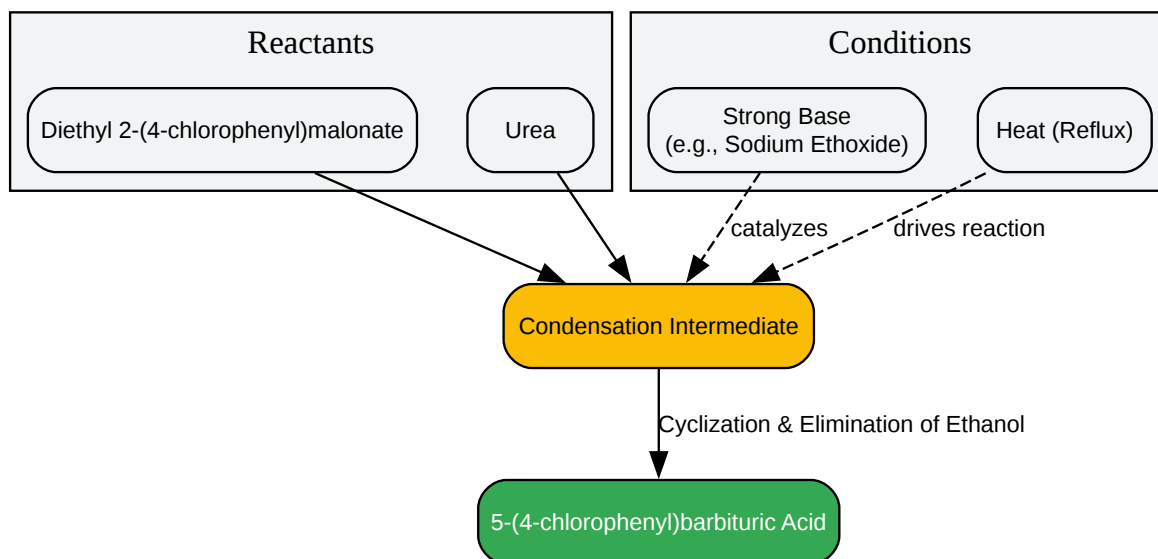 Reactants
Conditions
Diethyl 2-(4-chlorophenyl)malonate
Urea
Strong Base
(e.g., Sodium Ethoxide)
Heat (Reflux)
catalyzes
drives reaction
Condensation Intermediate
Cyclization & Elimination of Ethanol
5-(4-chlorophenyl)barbituric Acid